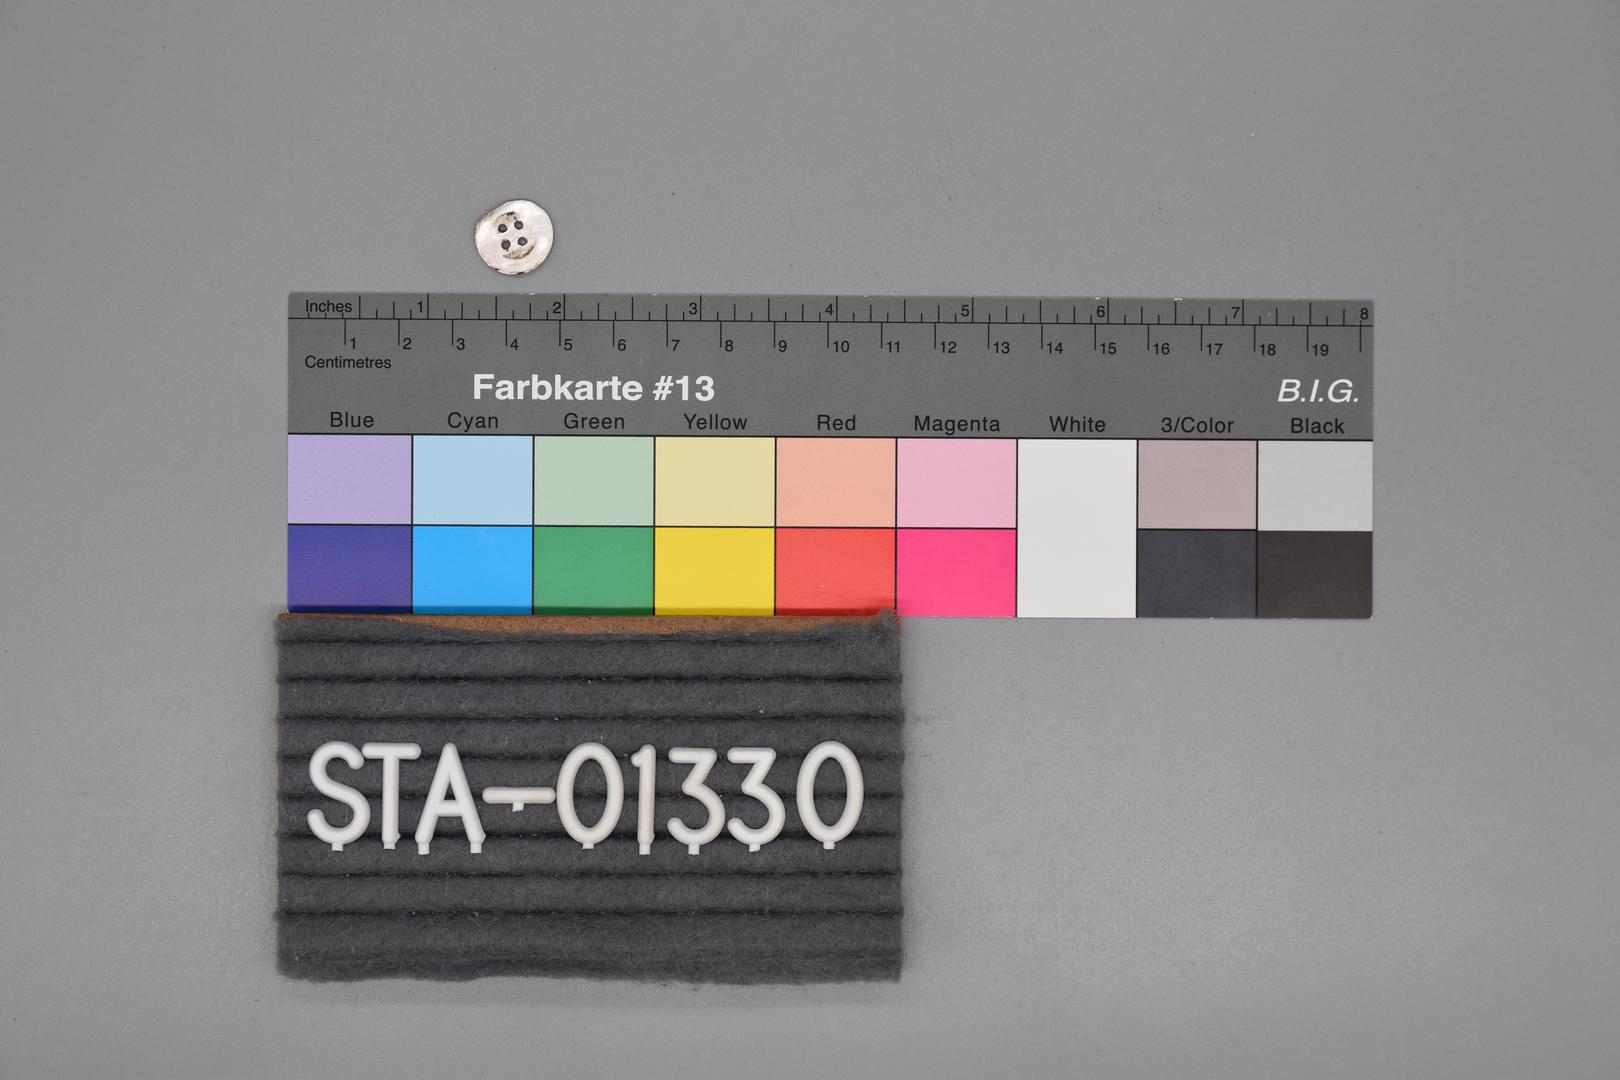 Inches 1 2 3 4 5 6 7 8
1 2 3 4 5 6 7 8 9 10 11 12 13 14 15 16 17 18 19
Centimetres
Farbkarte #13 B.I.G.
Blue Cyan Green Yellow Red Magenta White 3/Color Black
STA-01330